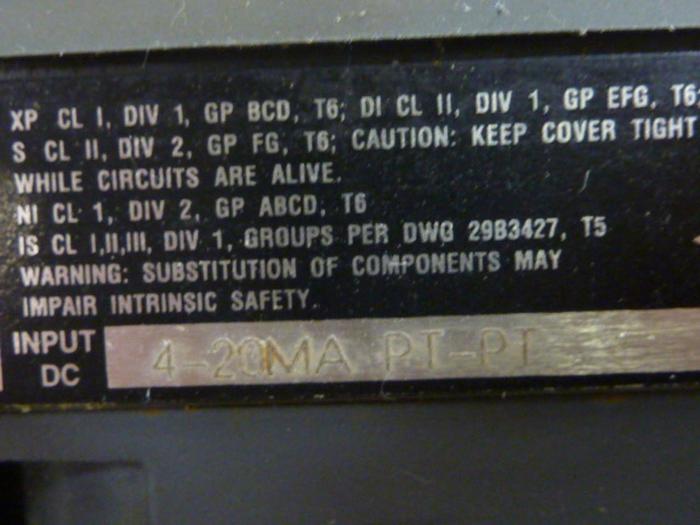 XP CL I, DIV 1, GP BCD, T6; DI CL II, DIV 1, GP EFG, T6
S CL II, DIV 2, GP FG, T6; CAUTION: KEEP COVER TIGHT
WHILE CIRCUITS ARE ALIVE.
NI CL 1, DIV 2, GP ABCD, T6
IS CL I,II,III, DIV 1, GROUPS PER DWG 29B3427, T5
WARNING: SUBSTITUTION OF COMPONENTS MAY
IMPAIR INTRINSIC SAFETY.
INPUT DC 4-20MA PT-PT